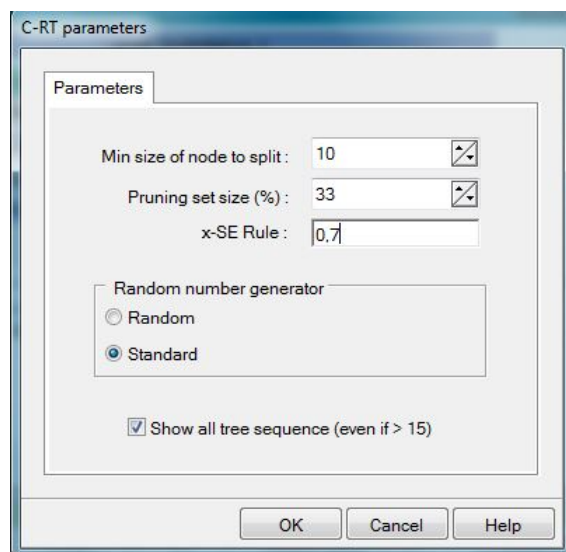 C-RT parameters
Parameters
Min size of node to split : 10
Pruning set size (%) : 33
x-SE Rule : 0,7
Random number generator
Random
Standard
Show all tree sequence (even if > 15)
OK Cancel Help